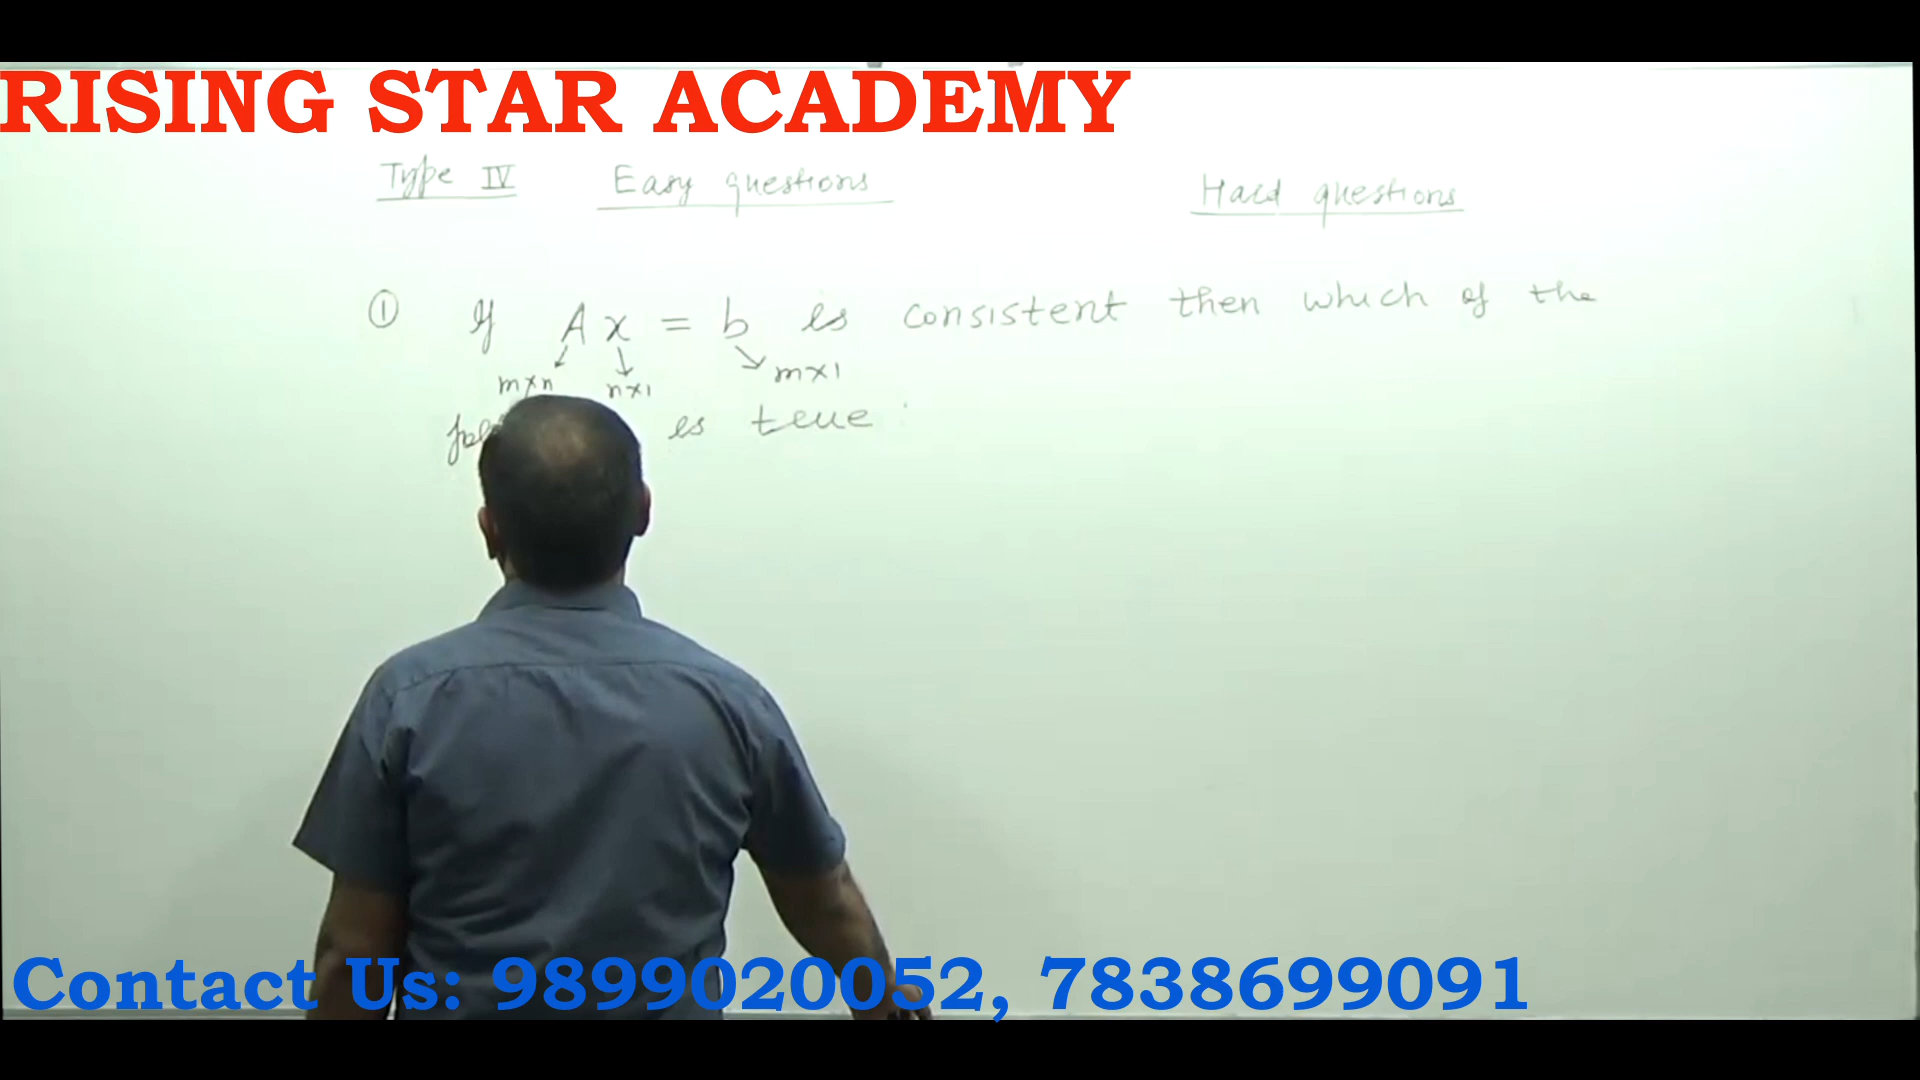 RISING STAR ACADEMY
Type IV Easy questions Hard questions
① If Ax = b is consistent then which of the
m×n n×1 m×1
is true
Contact Us: 9899020052, 7838699091